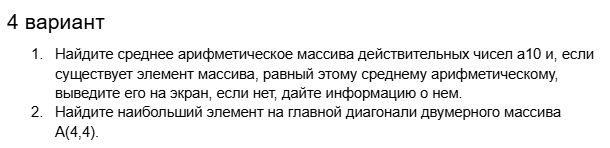 4 вариант
1. Найдите среднее арифметическое массива действительных чисел а10 и, если
существует элемент массива, равный этому среднему арифметическому,
выведите его на экран, если нет, дайте информацию о нем.
2. Найдите наибольший элемент на главной диагонали двумерного массива
А(4,4).